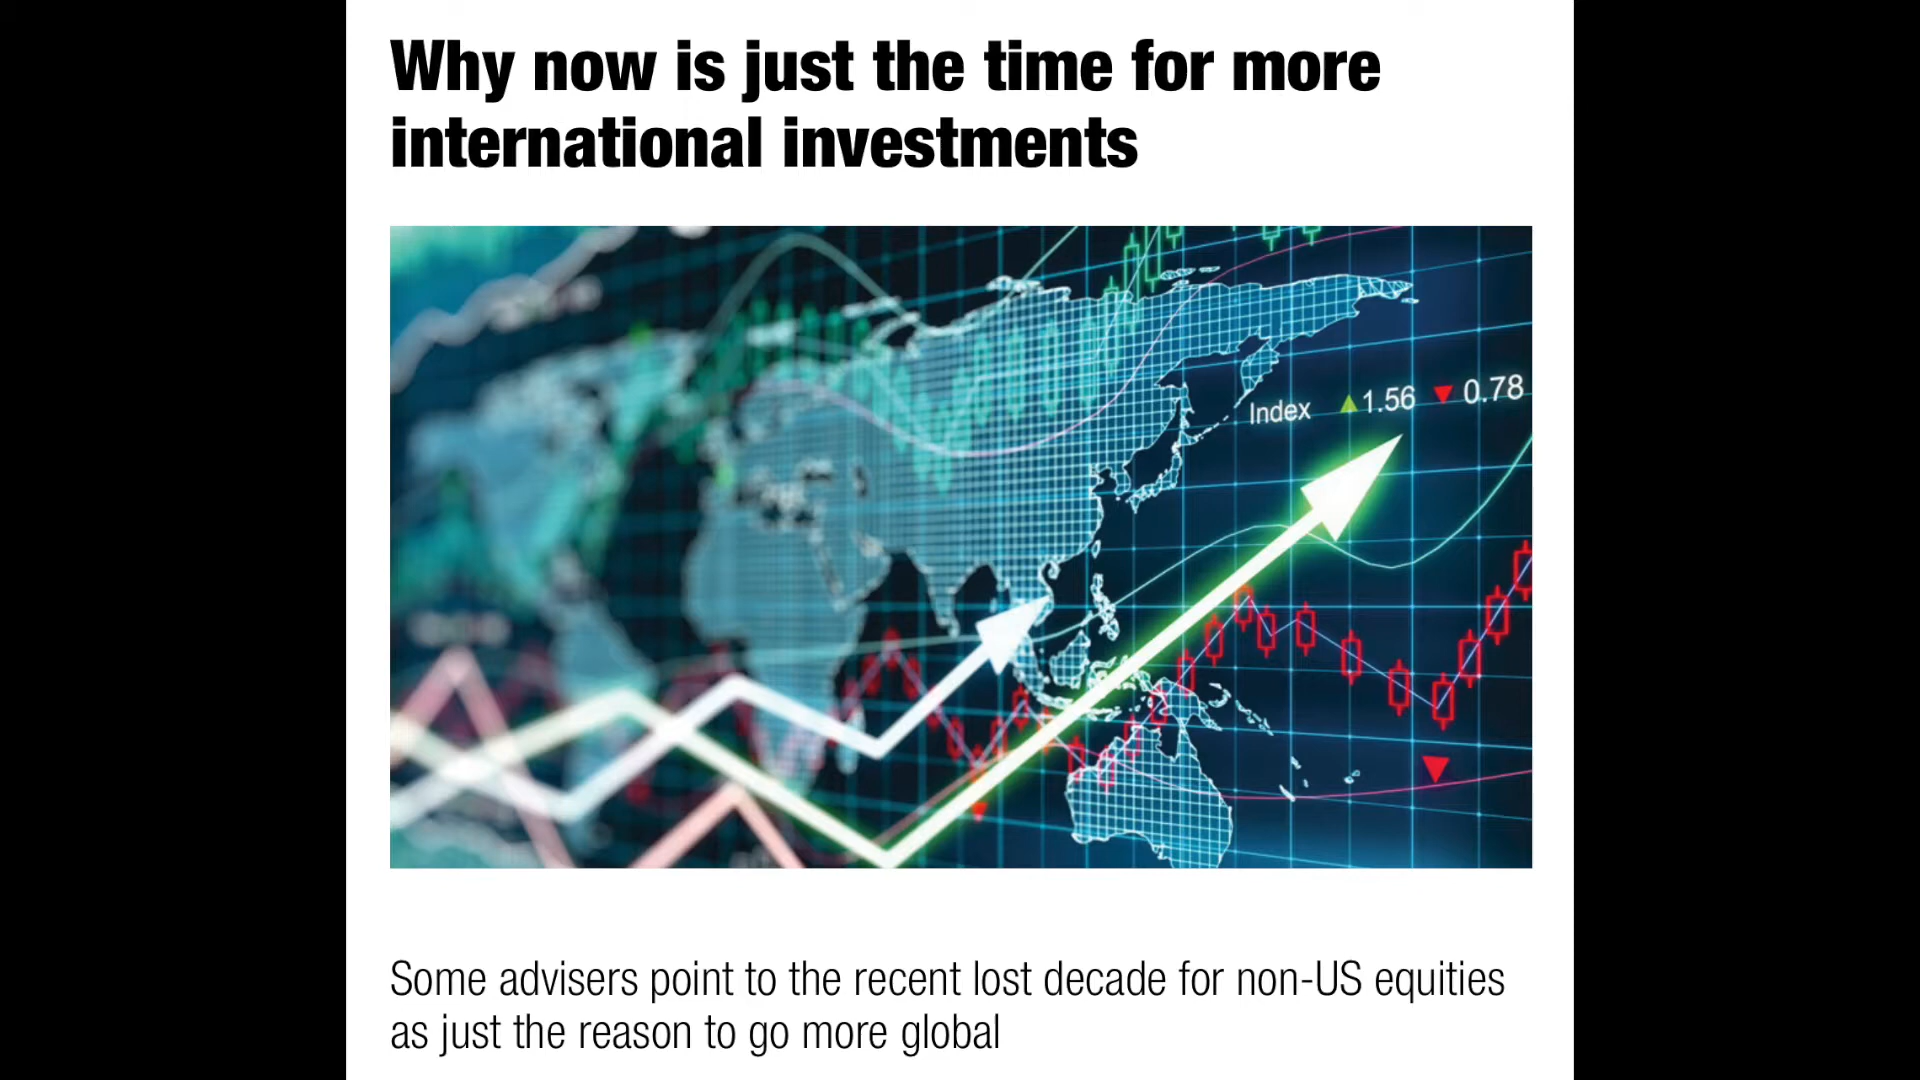 Why now is just the time for more
international investments
Index ▲1.56 ▼0.78
Some advisers point to the recent lost decade for non-US equities
as just the reason to go more global